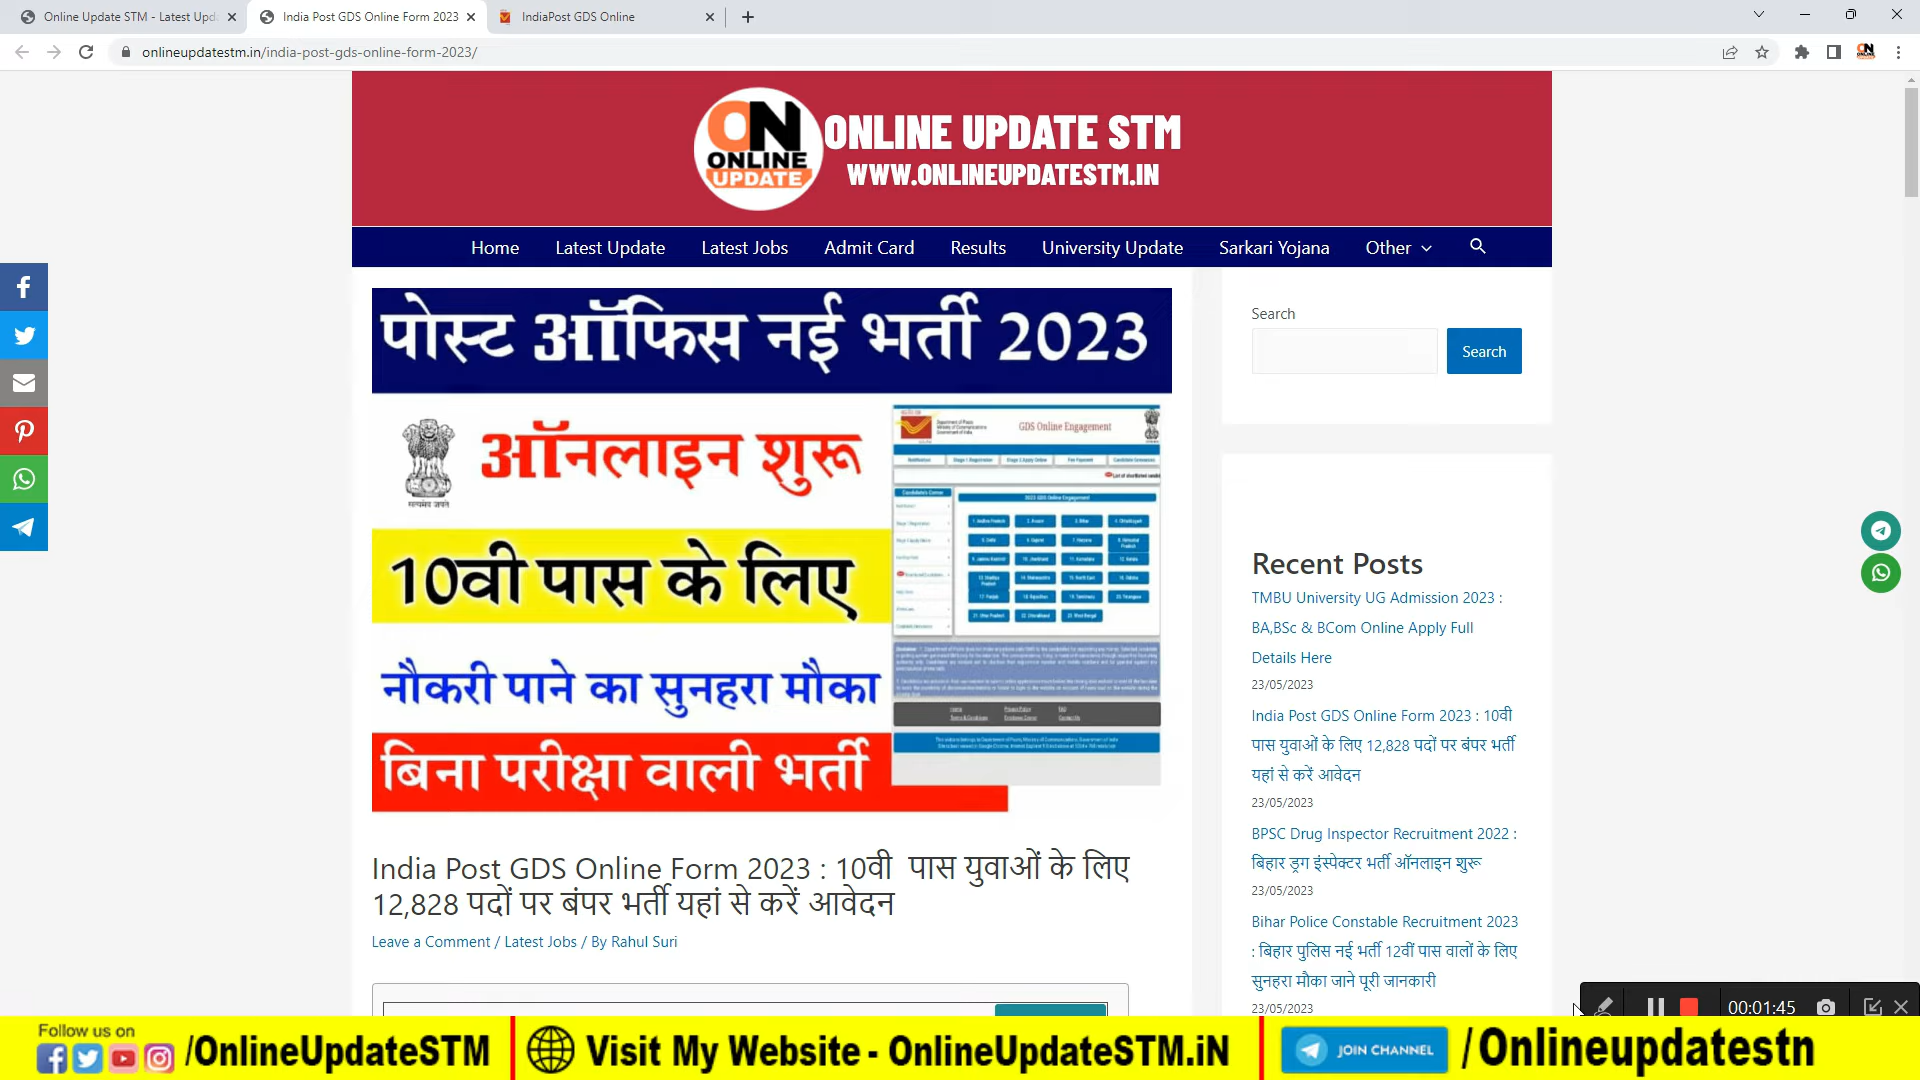 Online Update STM - Latest Upd
India Post GDS Online Form 2023
IndiaPost GDS Online
onlineupdatestm.in/india-post-gds-online-form-2023/
ON
ONLINE
UPDATE
ONLINE UPDATE STM
WWW.ONLINEUPDATESTM.IN
Home
Latest Update
Latest Jobs
Admit Card
Results
University Update
Sarkari Yojana
Other
पोस्ट ऑफिस नई भर्ती 2023
ऑनलाइन शुरू
सत्यमेव जयते
10वी पास के लिए
नौकरी पाने का सुनहरा मौका
बिना परीक्षा वाली भर्ती
GDS Online Engagement
2023 GDS Online Engagement
Search
Search
Recent Posts
TMBU University UG Admission 2023 :
BA,BSc & BCom Online Apply Full
Details Here
23/05/2023
India Post GDS Online Form 2023 : 10वी
पास युवाओं के लिए 12,828 पदों पर बंपर भर्ती
यहां से करें आवेदन
23/05/2023
BPSC Drug Inspector Recruitment 2022 :
बिहार ड्रग इंस्पेक्टर भर्ती ऑनलाइन शुरू
23/05/2023
Bihar Police Constable Recruitment 2023
: बिहार पुलिस नई भर्ती 12वीं पास वालों के लिए
सुनहरा मौका जाने पूरी जानकारी
23/05/2023
India Post GDS Online Form 2023 : 10वी पास युवाओं के लिए
12,828 पदों पर बंपर भर्ती यहां से करें आवेदन
Leave a Comment / Latest Jobs / By Rahul Suri
00:01:45
Follow us on
/OnlineUpdateSTM
Visit My Website - OnlineUpdateSTM.iN
JOIN CHANNEL
/Onlineupdatestn